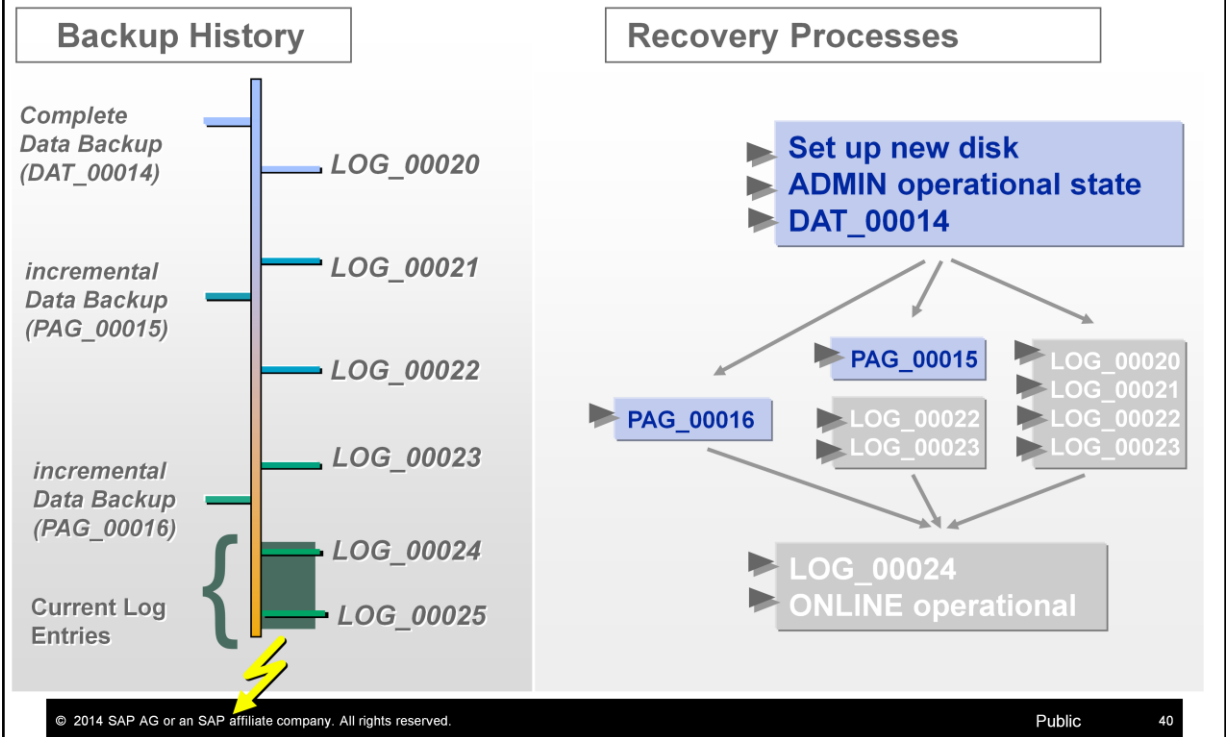 Backup History
Complete
Data Backup
(DAT_00014)
LOG_00020
LOG_00021
incremental
Data Backup
(PAG_00015)
LOG_00022
LOG_00023
incremental
Data Backup
(PAG_00016)
LOG_00024
Current Log
Entries
LOG_00025
Recovery Processes
Set up new disk
ADMIN operational state
DAT_00014
PAG_00016
PAG_00015
LOG_00022
LOG_00023
LOG_00020
LOG_00021
LOG_00022
LOG_00023
LOG_00024
ONLINE operational
© 2014 SAP AG or an SAP affiliate company. All rights reserved.
Public
40